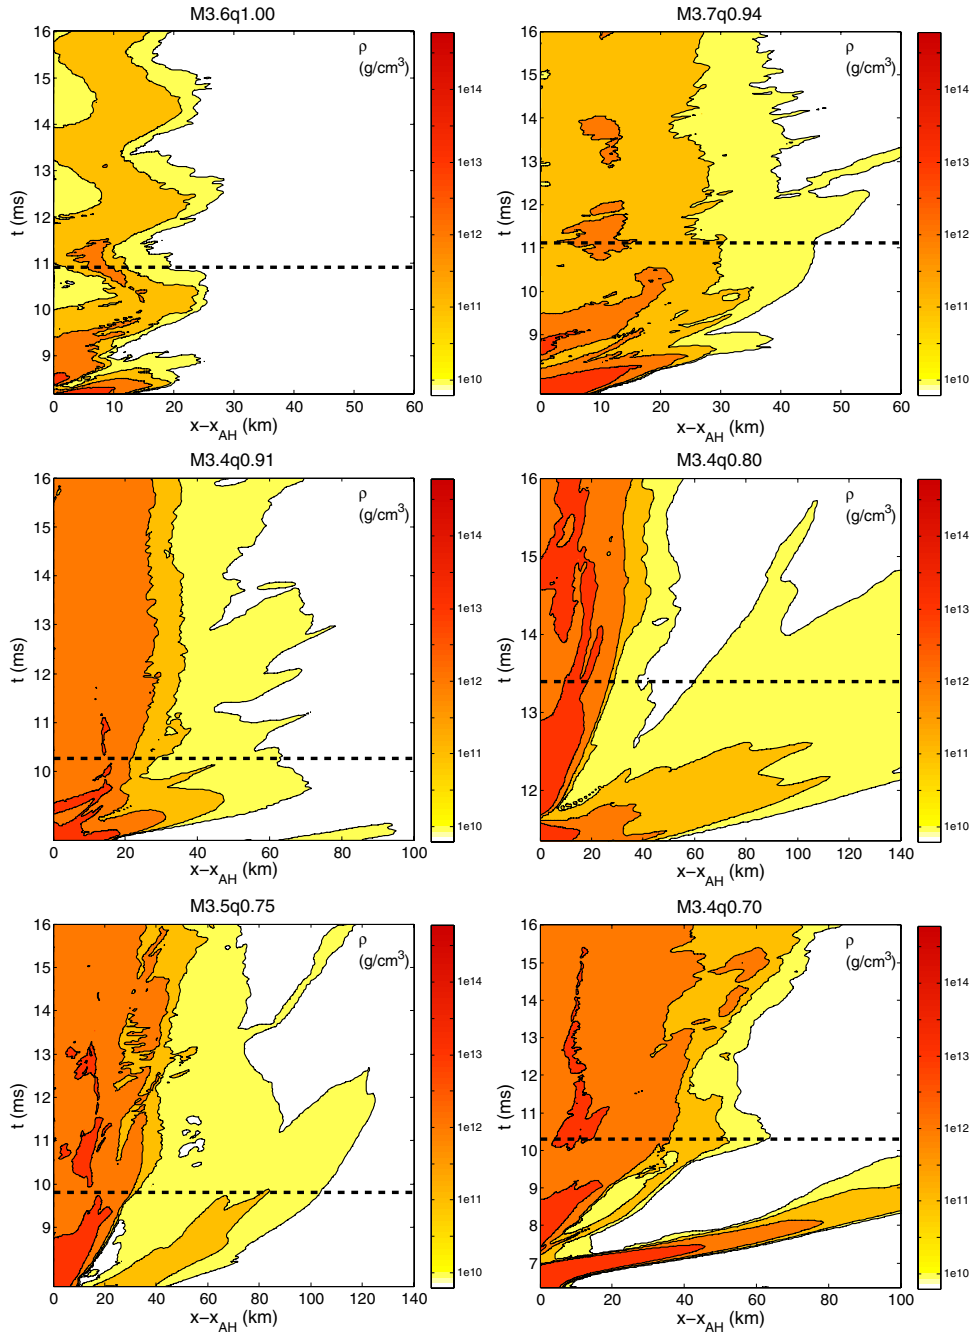 M3.6q1.00
16
15
14
13
12
11
10
9
t (ms)
0 10 20 30 40 50 60
x−x_AH (km)
ρ
(g/cm³)
1e14
1e13
1e12
1e11
1e10
M3.7q0.94
16
15
14
13
12
11
10
9
t (ms)
0 10 20 30 40 50 60
x−x_AH (km)
ρ
(g/cm³)
1e14
1e13
1e12
1e11
1e10
M3.4q0.91
16
15
14
13
12
11
10
t (ms)
0 20 40 60 80 100
x−x_AH (km)
ρ
(g/cm³)
1e14
1e13
1e12
1e11
1e10
M3.4q0.80
16
15
14
13
12
t (ms)
0 20 40 60 80 100 120 140
x−x_AH (km)
ρ
(g/cm³)
1e14
1e13
1e12
1e11
1e10
M3.5q0.75
16
15
14
13
12
11
10
9
t (ms)
0 20 40 60 80 100 120 140
x−x_AH (km)
ρ
(g/cm³)
1e14
1e13
1e12
1e11
1e10
M3.4q0.70
16
15
14
13
12
11
10
9
8
7
t (ms)
0 20 40 60 80 100
x−x_AH (km)
ρ
(g/cm³)
1e14
1e13
1e12
1e11
1e10